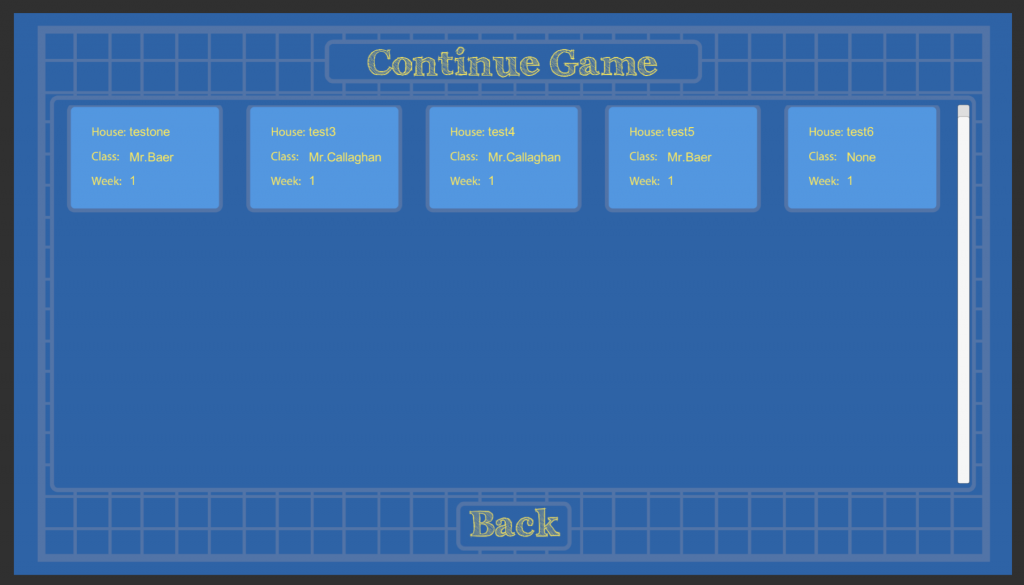 Continue Game
House: testone
Class: Mr.Baer
Week: 1
House: test3
Class: Mr.Callaghan
Week: 1
House: test4
Class: Mr.Callaghan
Week: 1
House: test5
Class: Mr.Baer
Week: 1
House: test6
Class: None
Week: 1
Back